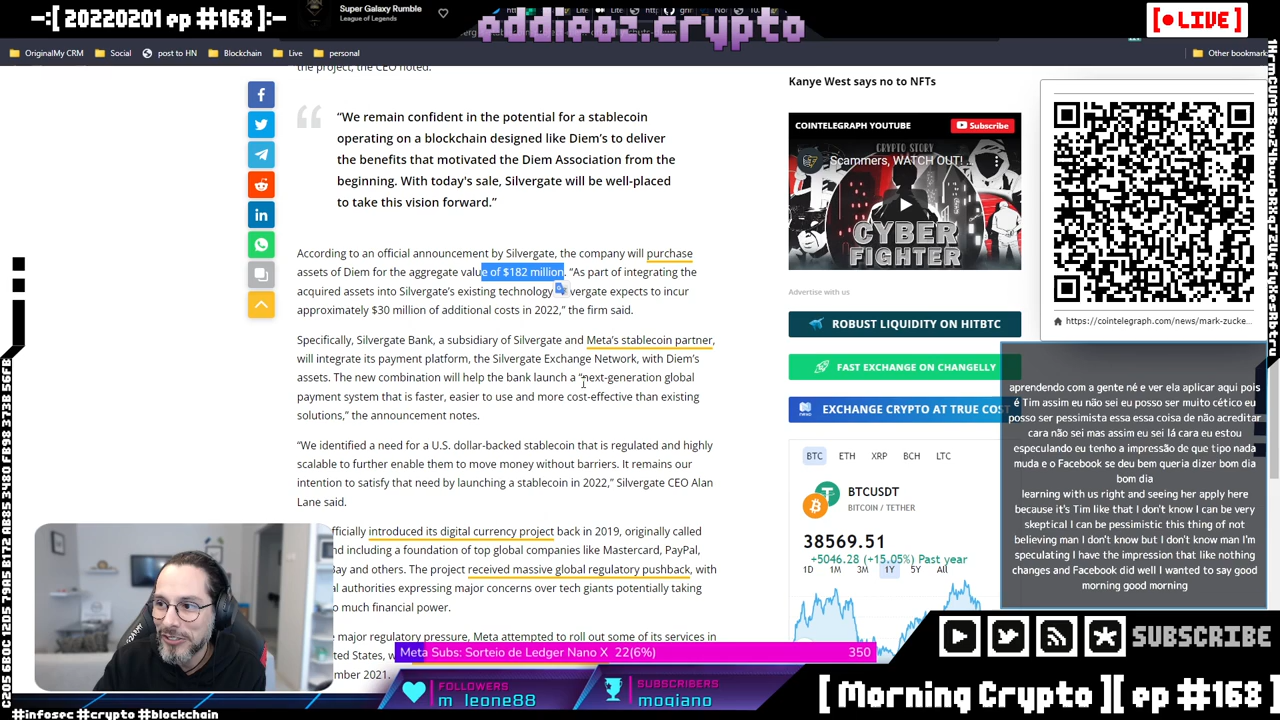 -:[ 20220201 ep #168 ]:-
Super Galaxy Rumble
League of Legends
eddieoz.crypto
[ LIVE ]
OriginalMy CRM
Social
post to HN
Blockchain
Live
personal
Other bookmark
the project, the CEO noted.
“We remain confident in the potential for a stablecoin
operating on a blockchain designed like Diem’s to deliver
the benefits that motivated the Diem Association from the
beginning. With today's sale, Silvergate will be well-placed
to take this vision forward.”
According to an official announcement by Silvergate, the company will purchase
assets of Diem for the aggregate value of $182 million. “As part of integrating the
acquired assets into Silvergate’s existing technology vergate expects to incur
approximately $30 million of additional costs in 2022,” the firm said.
Specifically, Silvergate Bank, a subsidiary of Silvergate and Meta’s stablecoin partner,
will integrate its payment platform, the Silvergate Exchange Network, with Diem’s
assets. The new combination will help the bank launch a “next-generation global
payment system that is faster, easier to use and more cost-effective than existing
solutions,” the announcement notes.
“We identified a need for a U.S. dollar-backed stablecoin that is regulated and highly
scalable to further enable them to move money without barriers. It remains our
intention to satisfy that need by launching a stablecoin in 2022,” Silvergate CEO Alan
Lane said.
fficially introduced its digital currency project back in 2019, originally called
nd including a foundation of top global companies like Mastercard, PayPal,
Bay and others. The project received massive global regulatory pushback, with
l authorities expressing major concerns over tech giants potentially taking
o much financial power.
major regulatory pressure, Meta attempted to roll out some of its services in
ted States, w
mber 2021.
Kanye West says no to NFTs
COINTELEGRAPH YOUTUBE
Subscribe
CRYPTO STORY
Scammers, WATCH OUT! ...
CYBER
FIGHTER
Advertise with us
ROBUST LIQUIDITY ON HITBTC
FAST EXCHANGE ON CHANGELLY
EXCHANGE CRYPTO AT TRUE COS
BTC ETH XRP BCH LTC
BTCUSDT
BITCOIN / TETHER
38569.51
+5046.28 (+15.05%) Past year
1D 1M 3M 1Y 5Y All
https://cointelegraph.com/news/mark-zucke...
aprendendo com a gente né e ver ela aplicar aqui pois
é Tim assim eu não sei eu posso ser muito cético eu
posso ser pessimista essa essa coisa de não acreditar
cara não sei mas assim eu sei lá cara eu estou
especulando eu tenho a impressão de que tipo nada
muda e o Facebook se deu bem queria dizer bom dia
bom dia
learning with us right and seeing her apply here
because it's Tim like that I don't know I can be very
skeptical I can be pessimistic this thing of not
believing man I don't know but I don't know man I'm
speculating I have the impression that like nothing
changes and Facebook did well I wanted to say good
morning good morning
Meta Subs: Sorteio de Ledger Nano X 22(6%)
350
FOLLOWERS
m_leone88
SUBSCRIBERS
mogiano
SUBSCRIBE
[ Morning Crypto ][ ep #168 ]
#infosec #crypto #blockchain